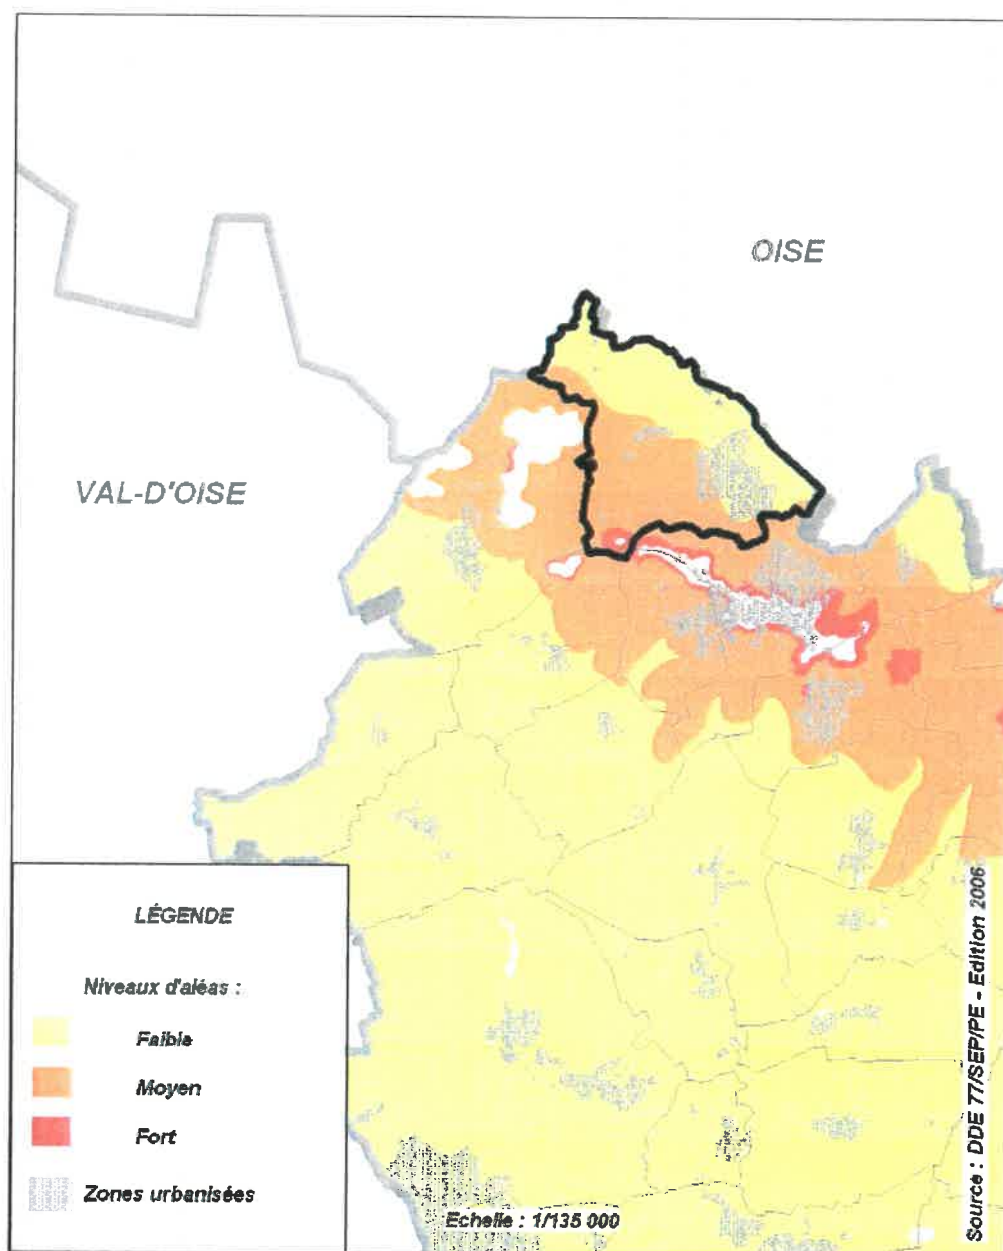 OISE
VAL-D'OISE
LÉGENDE
Niveaux d'aléas :
Faible
Moyen
Fort
Zones urbanisées
Echelle : 1/135 000
Source : DDE 77/SEP/PE - Edition 2006